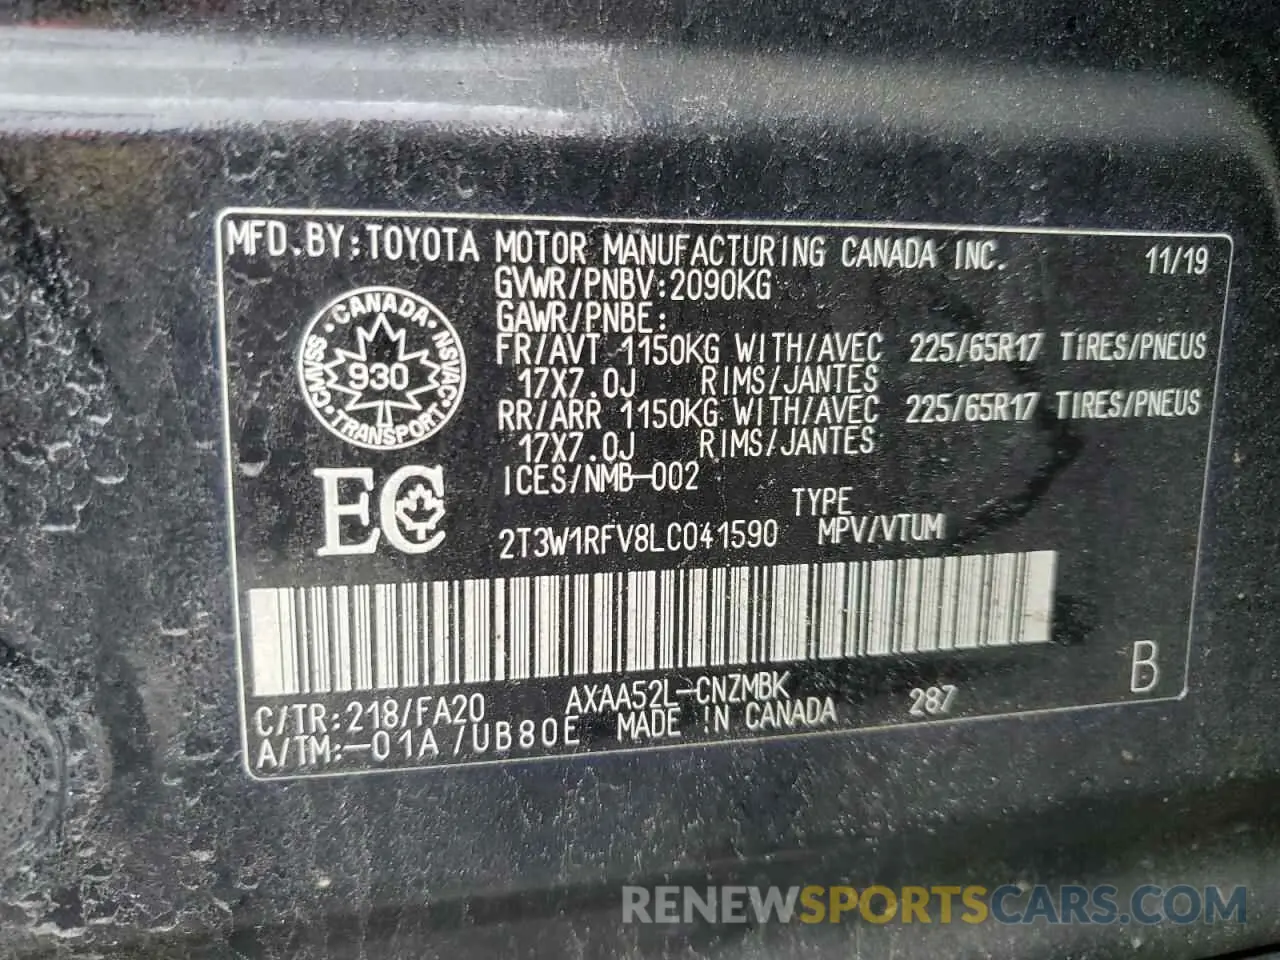 MFD.BY:TOYOTA MOTOR MANUFACTURING CANADA INC. 11/19
GVWR/PNBV:2090KG
GAWR/PNBE:
FR/AVT 1150KG WITH/AVEC 225/65R17 TIRES/PNEUS
17X7.0J RIMS/JANTES
RR/ARR 1150KG WITH/AVEC 225/65R17 TIRES/PNEUS
17X7.0J RIMS/JANTES
ICES/NMB-002
CANADA · NSVAC · TRANSPORT · CMVSS
930
EC
TYPE
2T3W1RFV8LC041590 MPV/VTUM
C/TR:218/FA20 AXAA52L-CNZMBK 287 B
A/TM:-01A/UB80E MADE IN CANADA
RENEWSPORTSCARS.COM